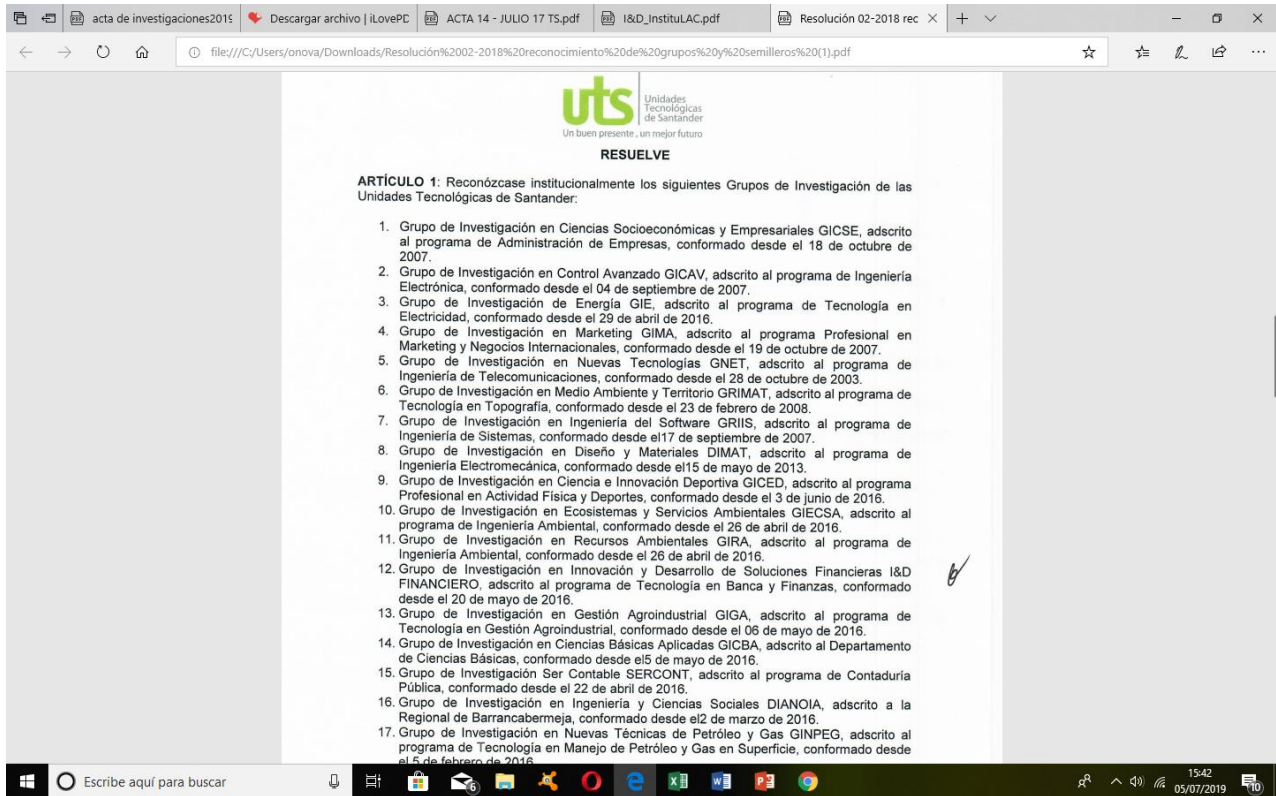 acta de investigaciones2019
Descargar archivo | iLovePD
ACTA 14 - JULIO 17 TS.pdf
I&D_InstituLAC.pdf
Resolución 02-2018 rec
file:///C:/Users/onova/Downloads/Resolución%2002-2018%20reconocimiento%20de%20grupos%20y%20semilleros%20(1).pdf
uts
Unidades
Tecnológicas
de Santander
Un buen presente , un mejor futuro
RESUELVE
ARTÍCULO 1: Reconózcase institucionalmente los siguientes Grupos de Investigación de las
Unidades Tecnológicas de Santander:
1. Grupo de Investigación en Ciencias Socioeconómicas y Empresariales GICSE, adscrito
al programa de Administración de Empresas, conformado desde el 18 de octubre de
2007.
2. Grupo de Investigación en Control Avanzado GICAV, adscrito al programa de Ingeniería
Electrónica, conformado desde el 04 de septiembre de 2007.
3. Grupo de Investigación de Energía GIE, adscrito al programa de Tecnología en
Electricidad, conformado desde el 29 de abril de 2016.
4. Grupo de Investigación en Marketing GIMA, adscrito al programa Profesional en
Marketing y Negocios Internacionales, conformado desde el 19 de octubre de 2007.
5. Grupo de Investigación en Nuevas Tecnologías GNET, adscrito al programa de
Ingeniería de Telecomunicaciones, conformado desde el 28 de octubre de 2003.
6. Grupo de Investigación en Medio Ambiente y Territorio GRIMAT, adscrito al programa de
Tecnología en Topografía, conformado desde el 23 de febrero de 2008.
7. Grupo de Investigación en Ingeniería del Software GRIIS, adscrito al programa de
Ingeniería de Sistemas, conformado desde el17 de septiembre de 2007.
8. Grupo de Investigación en Diseño y Materiales DIMAT, adscrito al programa de
Ingeniería Electromecánica, conformado desde el15 de mayo de 2013.
9. Grupo de Investigación en Ciencia e Innovación Deportiva GICED, adscrito al programa
Profesional en Actividad Física y Deportes, conformado desde el 3 de junio de 2016.
10. Grupo de Investigación en Ecosistemas y Servicios Ambientales GIECSA, adscrito al
programa de Ingeniería Ambiental, conformado desde el 26 de abril de 2016.
11. Grupo de Investigación en Recursos Ambientales GIRA, adscrito al programa de
Ingeniería Ambiental, conformado desde el 26 de abril de 2016.
12. Grupo de Investigación en Innovación y Desarrollo de Soluciones Financieras I&D
FINANCIERO, adscrito al programa de Tecnología en Banca y Finanzas, conformado
desde el 20 de mayo de 2016.
13. Grupo de Investigación en Gestión Agroindustrial GIGA, adscrito al programa de
Tecnología en Gestión Agroindustrial, conformado desde el 06 de mayo de 2016.
14. Grupo de Investigación en Ciencias Básicas Aplicadas GICBA, adscrito al Departamento
de Ciencias Básicas, conformado desde el5 de mayo de 2016.
15. Grupo de Investigación Ser Contable SERCONT, adscrito al programa de Contaduría
Pública, conformado desde el 22 de abril de 2016.
16. Grupo de Investigación en Ingeniería y Ciencias Sociales DIANOIA, adscrito a la
Regional de Barrancabermeja, conformado desde el2 de marzo de 2016.
17. Grupo de Investigación en Nuevas Técnicas de Petróleo y Gas GINPEG, adscrito al
programa de Tecnología en Manejo de Petróleo y Gas en Superficie, conformado desde
el 5 de febrero de 2016
Escribe aquí para buscar
6
15:42
05/07/2019
10